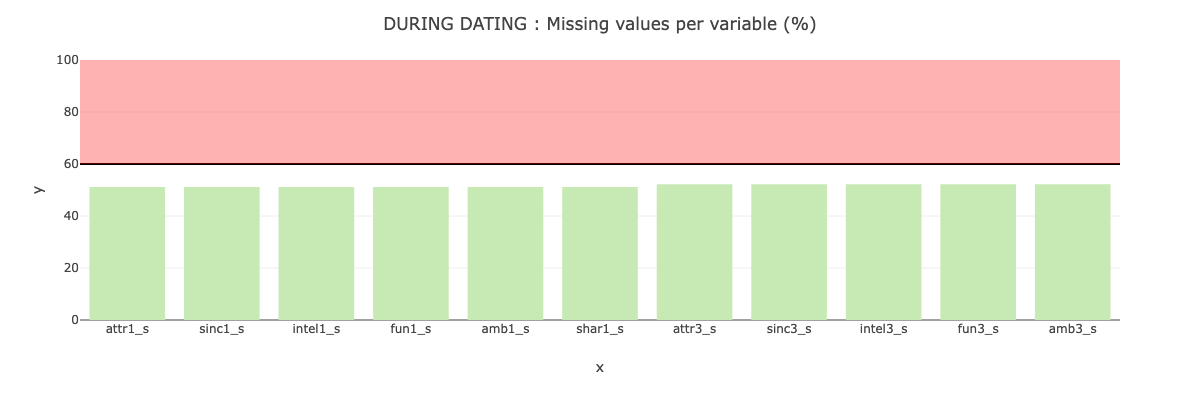 DURING DATING : Missing values per variable (%)
100
80
60
40
20
0
y
attr1_s sinc1_s intel1_s fun1_s amb1_s shar1_s attr3_s sinc3_s intel3_s fun3_s amb3_s
x